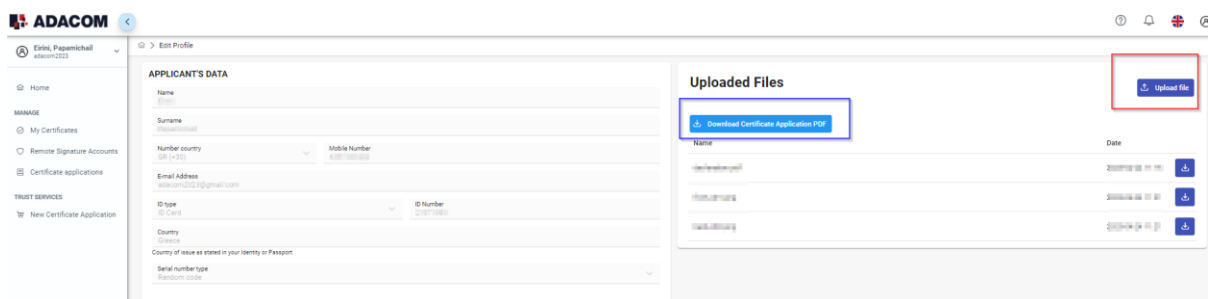 ADACOM
Eirini, Papamichail
adacom2023
Edit Profile
Home
MANAGE
My Certificates
Remote Signature Accounts
Certificate applications
TRUST SERVICES
New Certificate Application
APPLICANT'S DATA
Name
Surname
Number country
GR (+30)
Mobile Number
E-mail Address
adacom2023@gmail.com
ID type
ID Card
ID Number
Country
Greece
Country of issue as stated in your Identity or Passport
Serial number type
Random code
Uploaded Files
Upload file
Download Certificate Application PDF
Name
Date